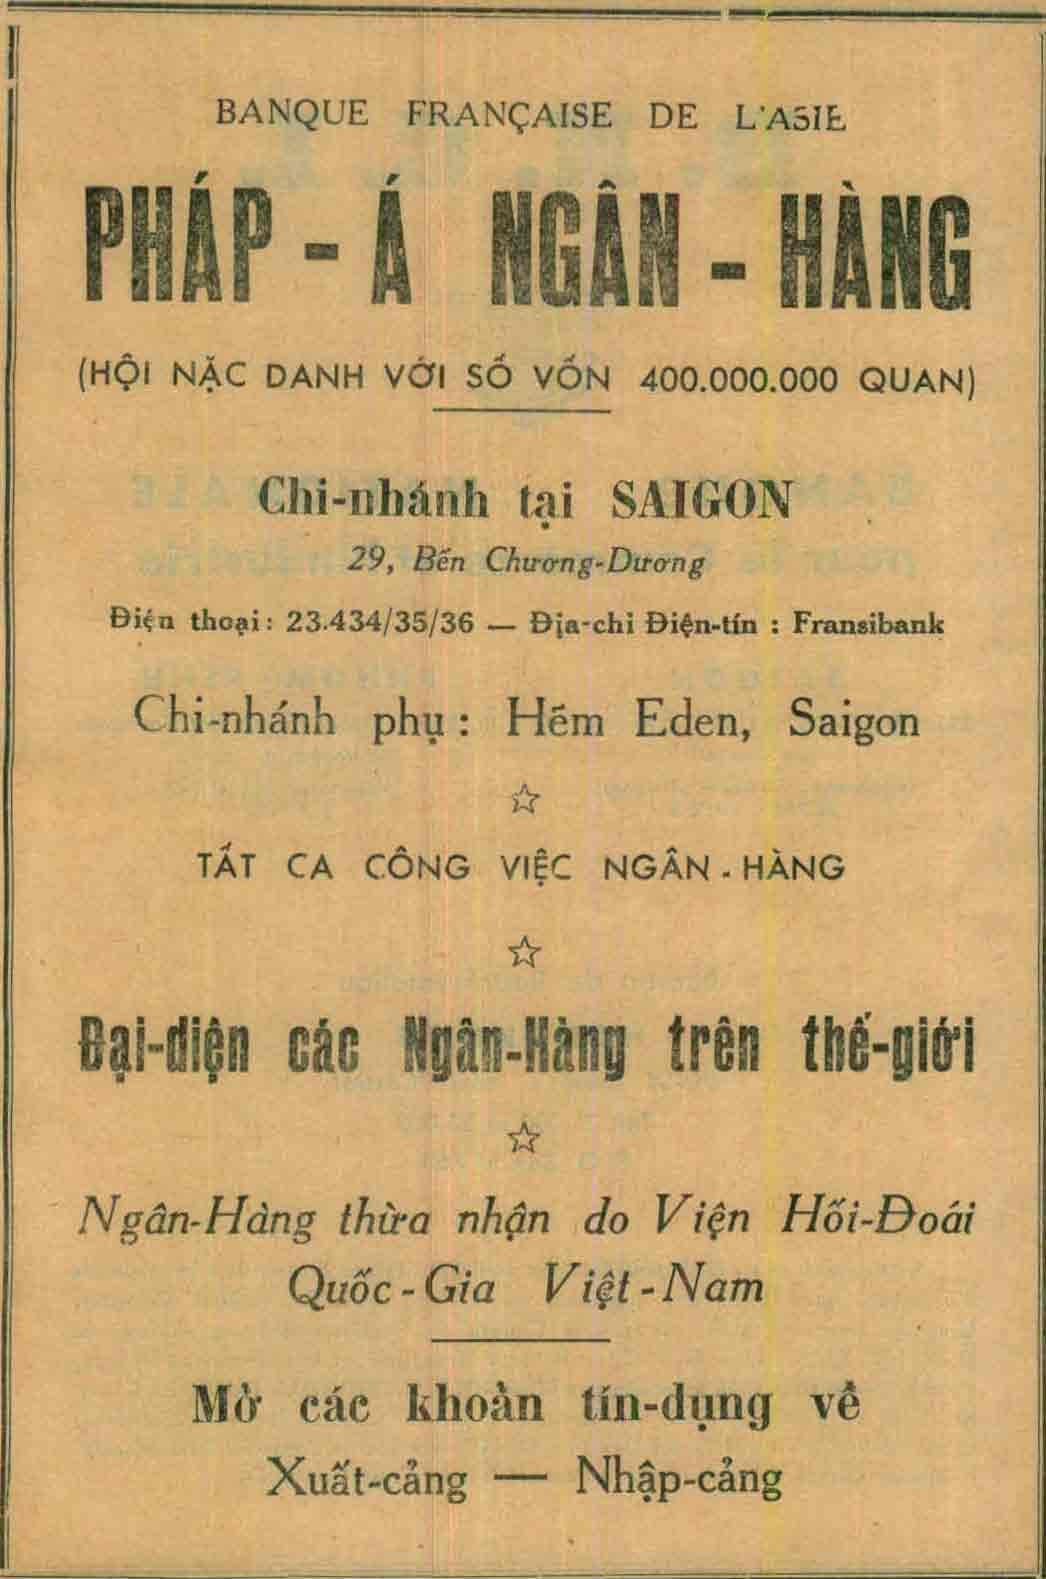 BANQUE FRANÇAISE DE L'ASIE
PHÁP - Á NGÂN - HÀNG
(HỘI NẶC DANH VỚI SỐ VỐN 400.000.000 QUAN)
Chi-nhánh tại SAIGON
29, Bến Chương-Dương
Điện thoại: 23.434/35/36 — Địa-chỉ Điện-tín : Fransibank
Chi-nhánh phụ : Hẻm Eden, Saigon
TẤT CA CÔNG VIỆC NGÂN - HÀNG
Đại-diện các Ngân-Hàng trên thế-giới
Ngân-Hàng thừa nhận do Viện Hối-Đoái
Quốc - Gia Việt - Nam
Mở các khoản tín-dụng về
Xuất-cảng — Nhập-cảng